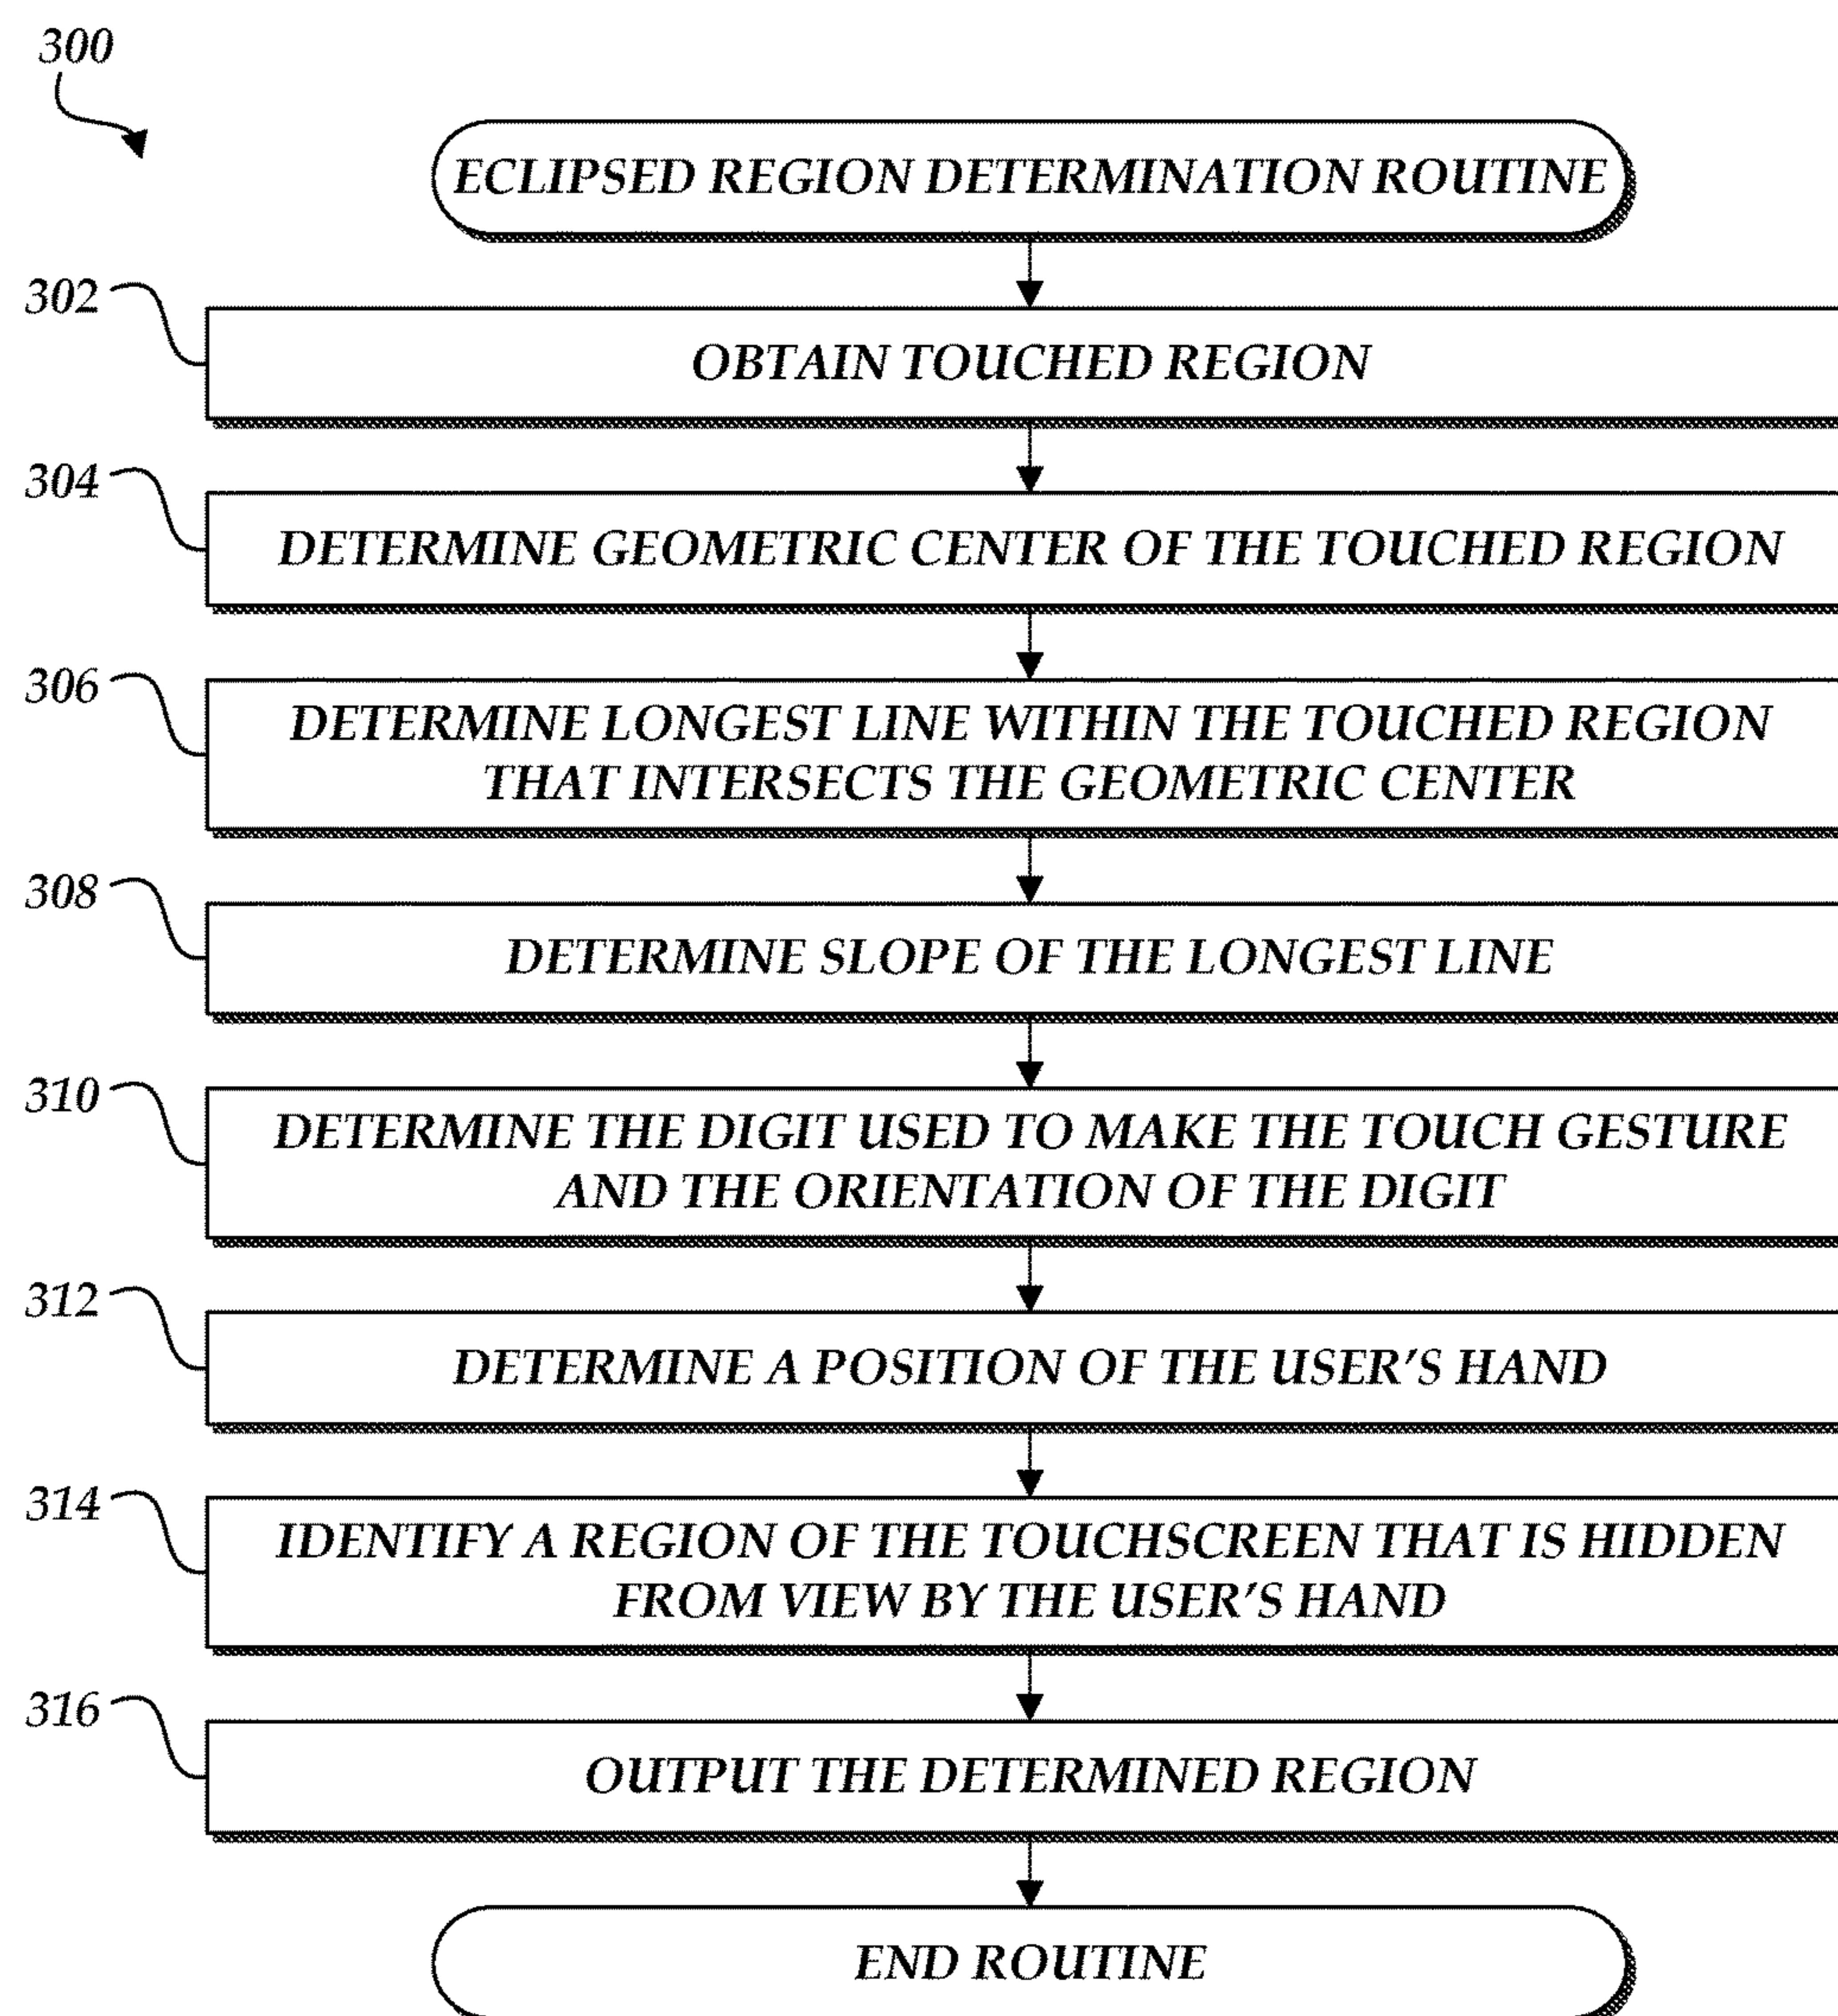 300
ECLIPSED REGION DETERMINATION ROUTINE
302
OBTAIN TOUCHED REGION
304
DETERMINE GEOMETRIC CENTER OF THE TOUCHED REGION
306
DETERMINE LONGEST LINE WITHIN THE TOUCHED REGION
THAT INTERSECTS THE GEOMETRIC CENTER
308
DETERMINE SLOPE OF THE LONGEST LINE
310
DETERMINE THE DIGIT USED TO MAKE THE TOUCH GESTURE
AND THE ORIENTATION OF THE DIGIT
312
DETERMINE A POSITION OF THE USER'S HAND
314
IDENTIFY A REGION OF THE TOUCHSCREEN THAT IS HIDDEN
FROM VIEW BY THE USER'S HAND
316
OUTPUT THE DETERMINED REGION
END ROUTINE